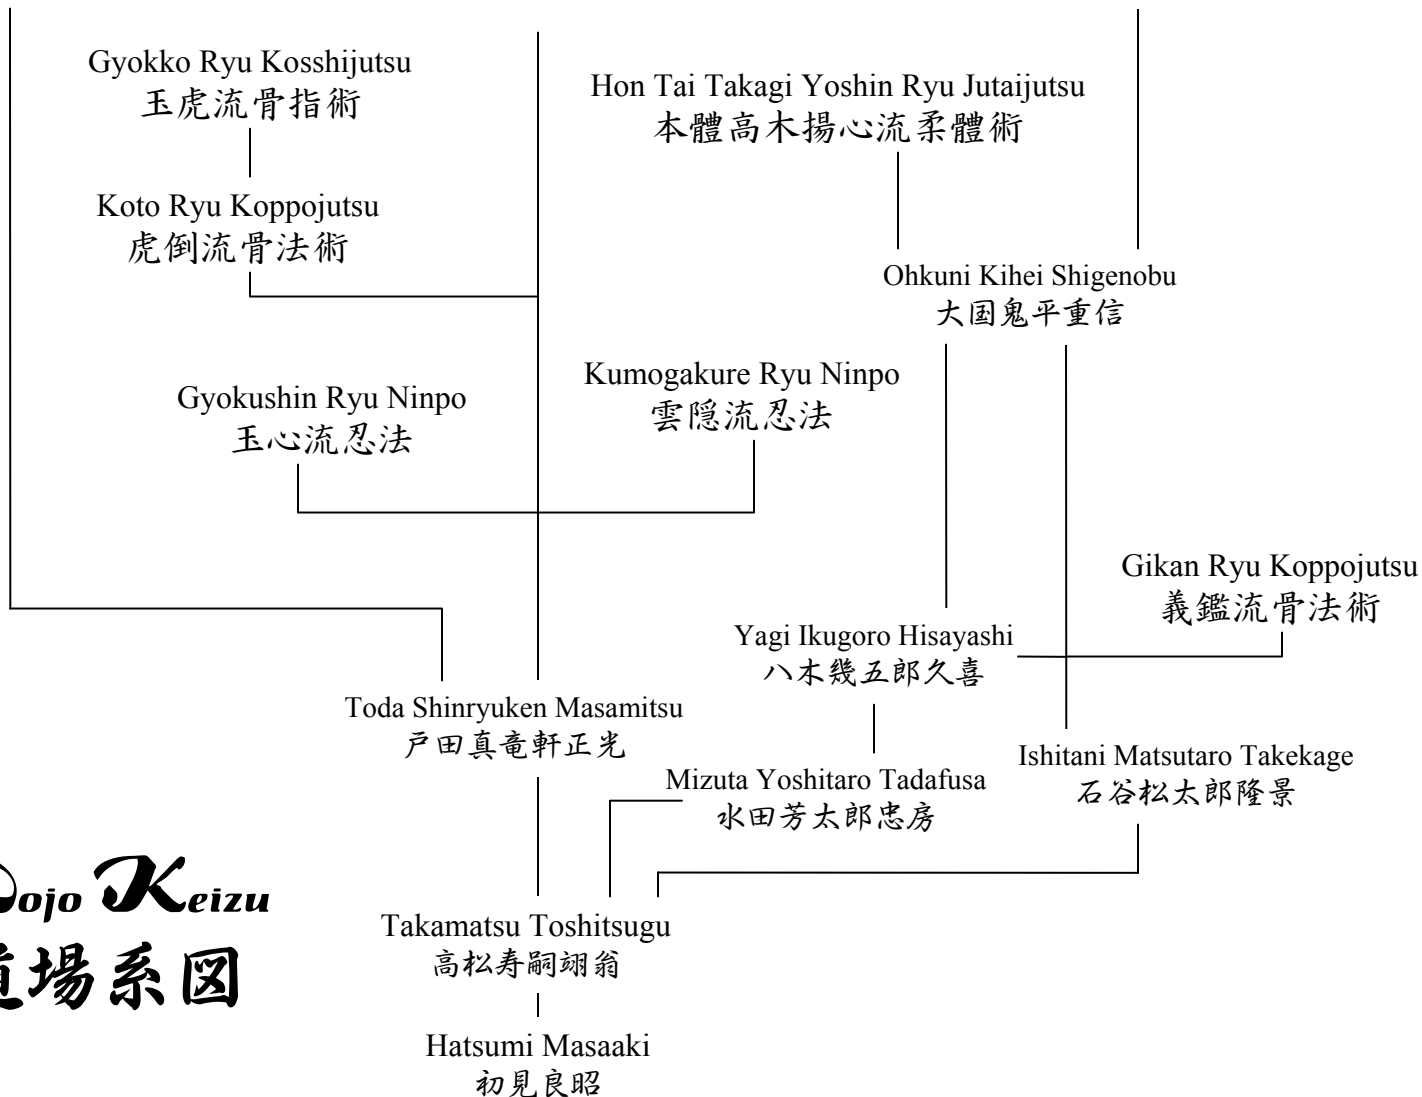 Gyokko Ryu Kosshijutsu
玉虎流骨指術
Hon Tai Takagi Yoshin Ryu Jutaijutsu
本體高木揚心流柔體術
Koto Ryu Koppojutsu
虎倒流骨法術
Ohkuni Kihei Shigenobu
大国鬼平重信
Kumogakure Ryu Ninpo
雲隠流忍法
Gyokushin Ryu Ninpo
玉心流忍法
Gikan Ryu Koppojutsu
義鑑流骨法術
Yagi Ikugoro Hisayashi
八木幾五郎久喜
Toda Shinryuken Masamitsu
戸田真竜軒正光
Ishitani Matsutaro Takekage
石谷松太郎隆景
Mizuta Yoshitaro Tadafusa
水田芳太郎忠房
Dojo Keizu
道場系図
Takamatsu Toshitsugu
高松寿嗣翊翁
Hatsumi Masaaki
初見良昭